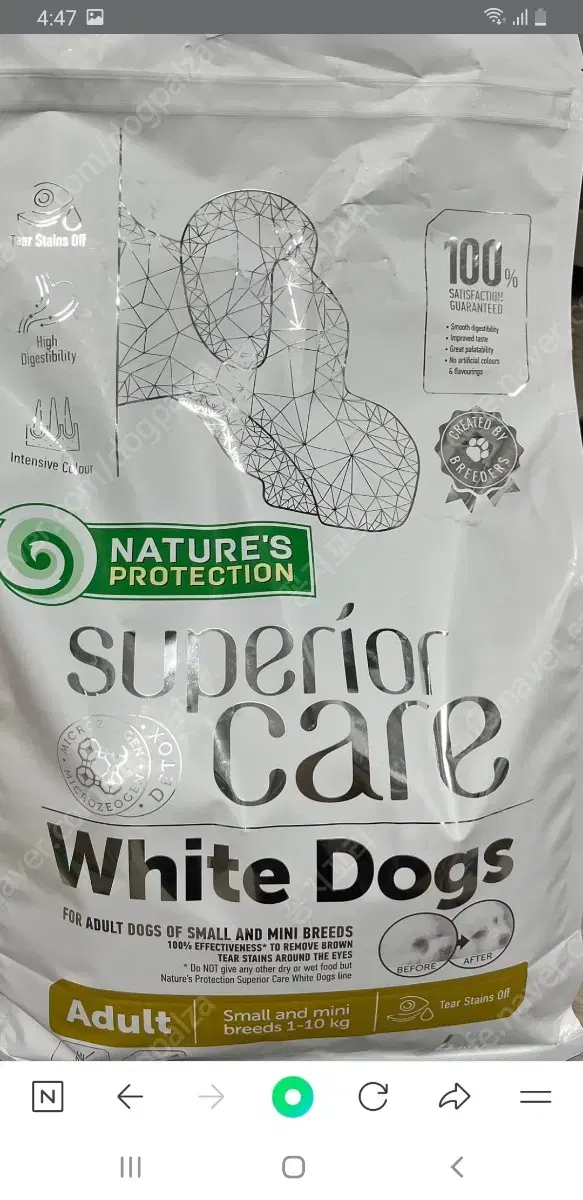 4:47
Tear Stains Off
High
Digestibility
Intensive Colour
100%
SATISFACTION
GUARANTEED
• Smooth digestibility
• Improved taste
• Great palatability
• No artificial colours
& flavourings
CREATED BY
BREEDERS
NATURE'S
PROTECTION
superior
care
MICROZEOGEN
DETOX
White Dogs
FOR ADULT DOGS OF SMALL AND MINI BREEDS
100% EFFECTIVENESS* TO REMOVE BROWN
TEAR STAINS AROUND THE EYES
* Do NOT give any other dry or wet food but
Nature's Protection Superior Care White Dogs line
BEFORE
AFTER
Adult
Small and mini
breeds 1-10 kg
Tear Stains Off
N